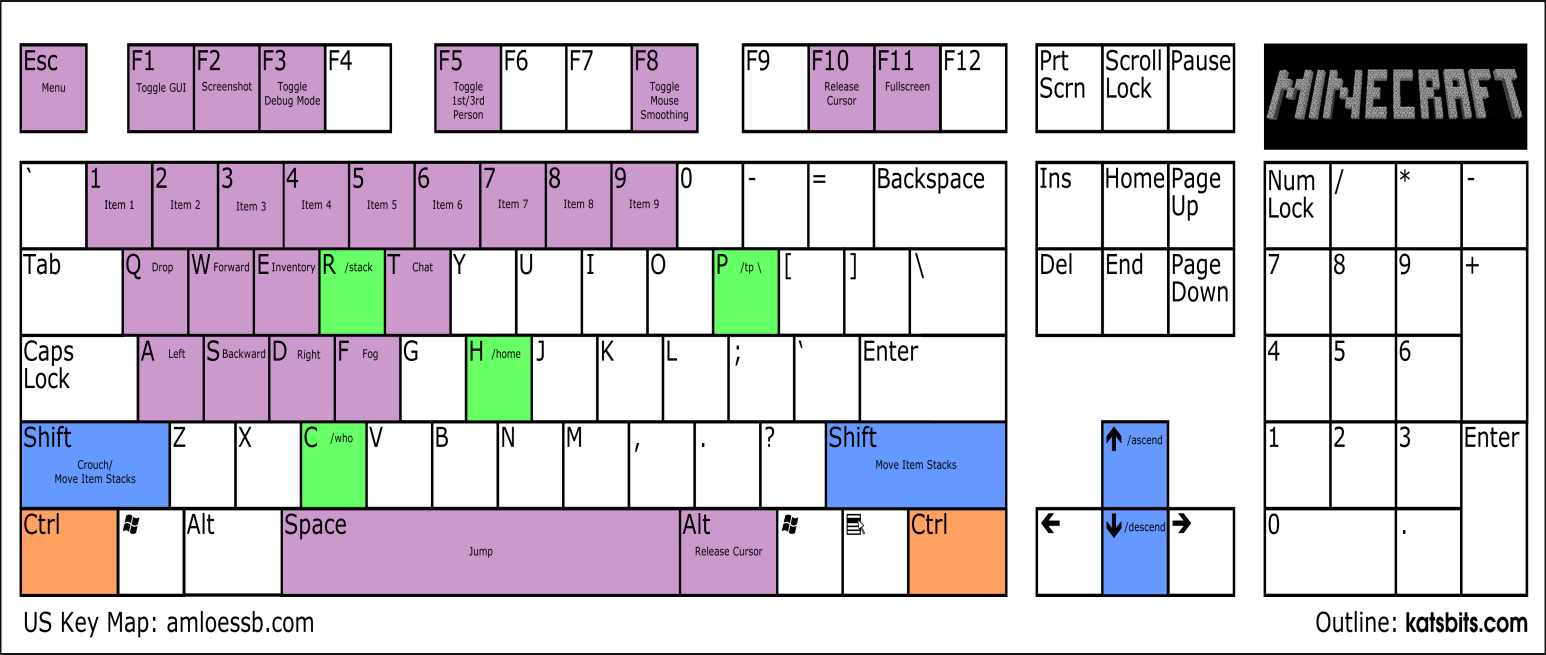 Esc
Menu
F1
Toggle GUI
F2
Screenshot
F3
Toggle
Debug Mode
F4
F5
Toggle
1st/3rd
Person
F6
F7
F8
Toggle
Mouse
Smoothing
F9
F10
Release
Cursor
F11
Fullscreen
F12
Prt
Scrn
Scroll
Lock
Pause
MINECRAFT
`
1
Item 1
2
Item 2
3
Item 3
4
Item 4
5
Item 5
6
Item 6
7
Item 7
8
Item 8
9
Item 9
0
-
=
Backspace
Ins
Home
Page
Up
Num
Lock
/
*
-
Tab
Q Drop
W Forward
E Inventory
R /stack
T Chat
Y
U
I
O
P /tp \
[
]
\
Del
End
Page
Down
7
8
9
+
Caps
Lock
A Left
S Backward
D Right
F Fog
G
H /home
J
K
L
;
`
Enter
4
5
6
Shift
Crouch/
Move Item Stacks
Z
X
C /who
V
B
N
M
,
.
?
Shift
Move Item Stacks
↑ /ascend
1
2
3
Enter
Ctrl
Alt
Space
Jump
Alt
Release Cursor
Ctrl
←
↓ /descend
→
0
.
US Key Map: amloessb.com
Outline: katsbits.com